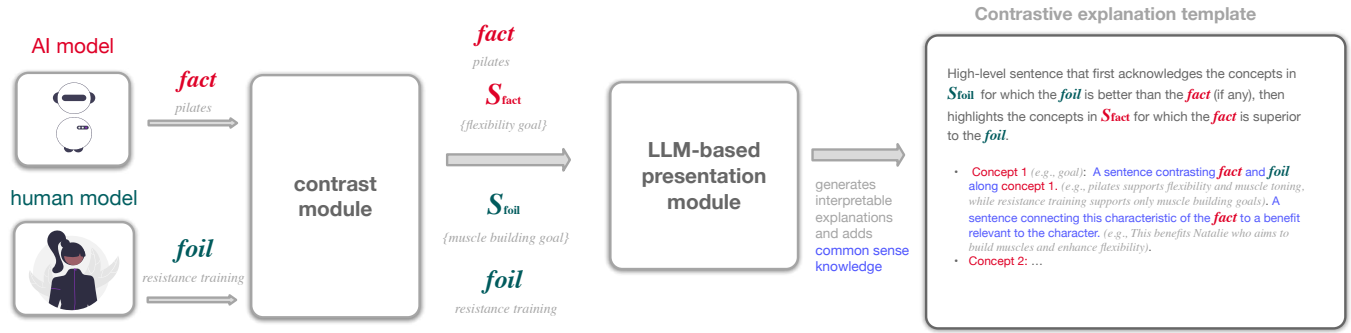 Contrastive explanation template
AI model
fact
pilates
human model
foil
resistance training
contrast
module
fact
pilates
Sfact
{flexibility goal}
Sfoil
{muscle building goal}
foil
resistance training
LLM-based
presentation
module
generates
interpretable
explanations
and adds
common sense
knowledge
High-level sentence that first acknowledges the concepts in
Sfoil for which the foil is better than the fact (if any), then
highlights the concepts in Sfact for which the fact is superior
to the foil.
• Concept 1 (e.g., goal): A sentence contrasting fact and foil
along concept 1. (e.g., pilates supports flexibility and muscle toning,
while resistance training supports only muscle building goals). A
sentence connecting this characteristic of the fact to a benefit
relevant to the character. (e.g., This benefits Natalie who aims to
build muscles and enhance flexibility).
• Concept 2: ...